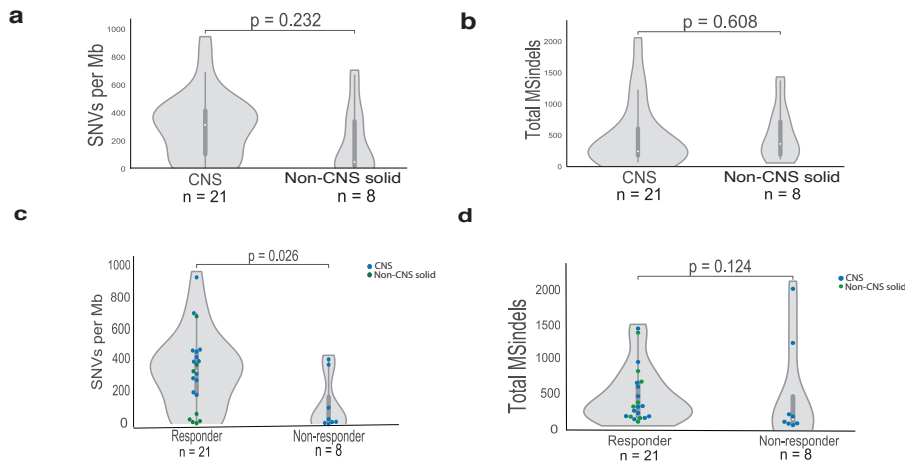 a
p = 0.232
SNVs per Mb
1000
800
600
400
200
0
CNS
Non-CNS solid
n = 21
n = 8
b
p = 0.608
Total MSindels
2000
1500
1000
500
0
CNS
Non-CNS solid
n = 21
n = 8
c
p = 0.026
SNVs per Mb
1000
800
600
400
200
0
CNS
Non-CNS solid
Responder
Non-responder
n = 21
n = 8
d
p = 0.124
Total MSindels
2000
1500
1000
500
0
CNS
Non-CNS solid
Responder
Non-responder
n = 21
n = 8